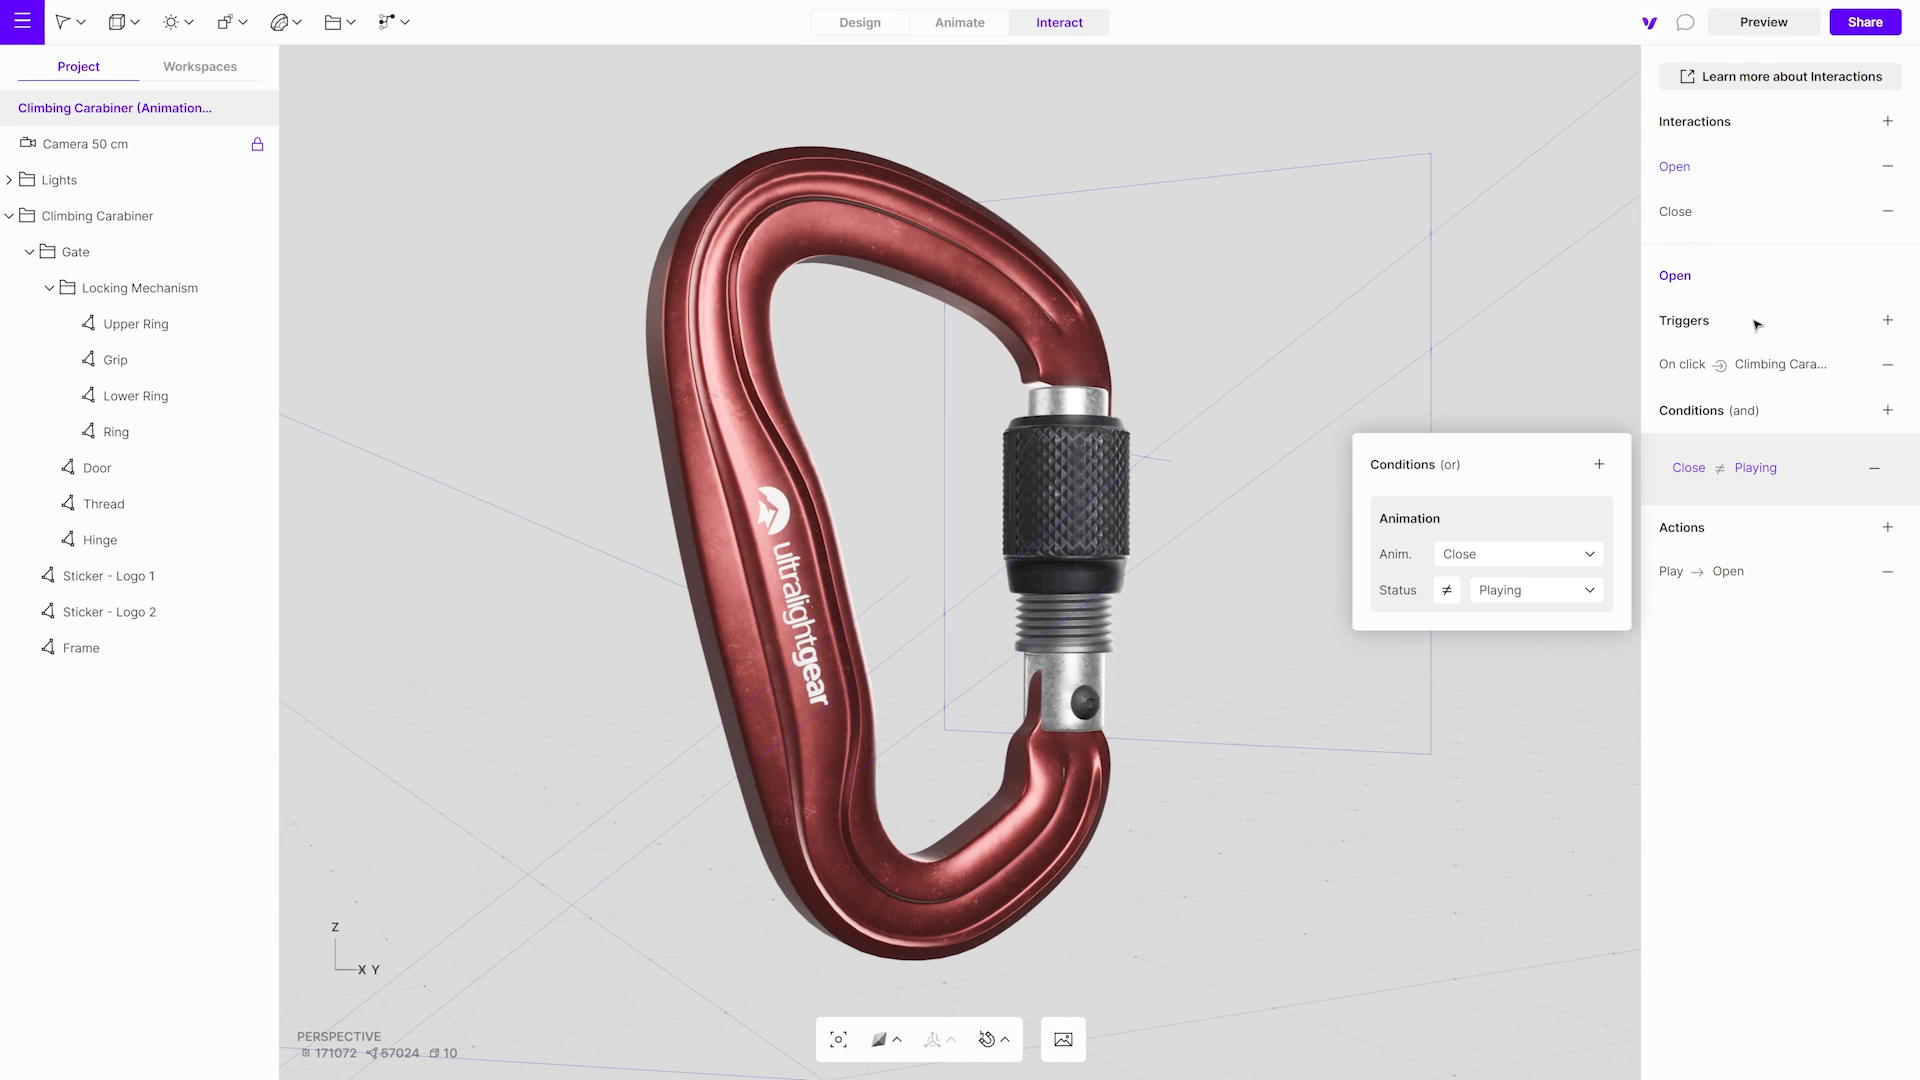 Design
Animate
Interact
Preview
Share
Project
Workspaces
Climbing Carabiner (Animation...
Camera 50 cm
Lights
Climbing Carabiner
Gate
Locking Mechanism
Upper Ring
Grip
Lower Ring
Ring
Door
Thread
Hinge
Sticker - Logo 1
Sticker - Logo 2
Frame
ultralightgear
Z
X Y
PERSPECTIVE
171072 57024 10
Conditions (or)
Animation
Anim. Close
Status ≠ Playing
Learn more about Interactions
Interactions
Open
Close
Open
Triggers
On click Climbing Cara...
Conditions (and)
Close ≠ Playing
Actions
Play → Open